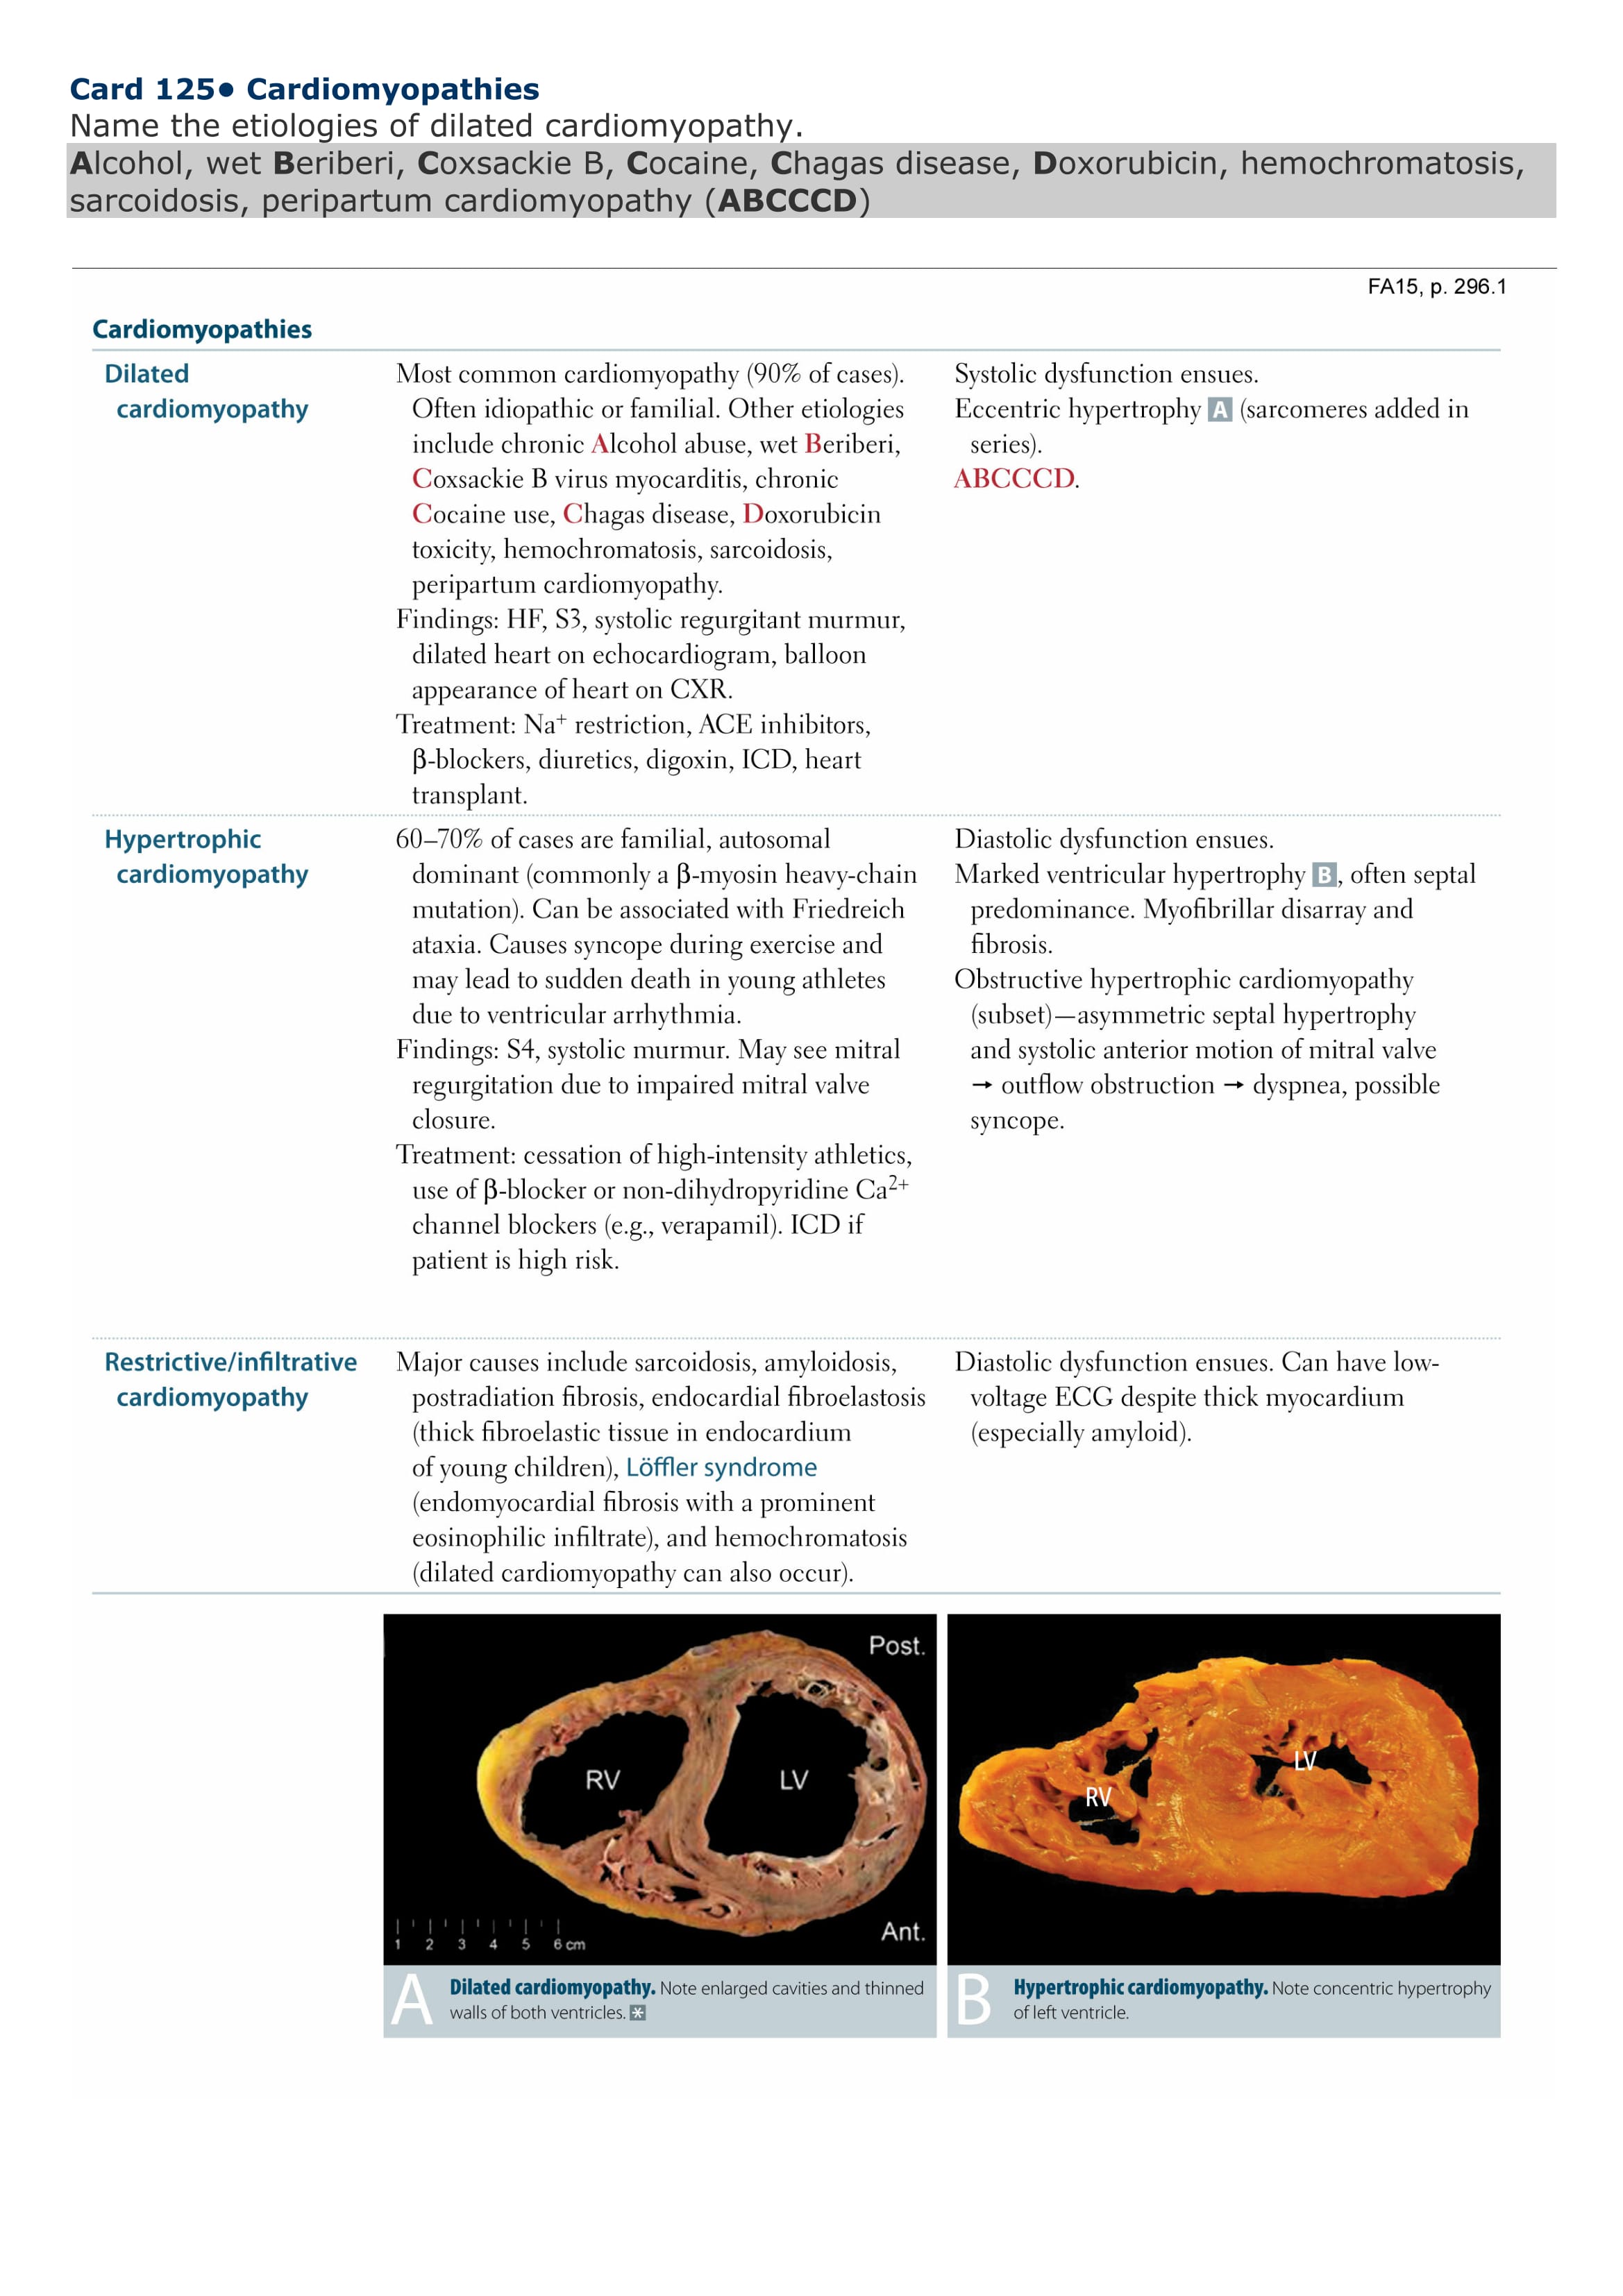 Card 125● Cardiomyopathies
Name the etiologies of dilated cardiomyopathy.
Alcohol, wet Beriberi, Coxsackie B, Cocaine, Chagas disease, Doxorubicin, hemochromatosis,
sarcoidosis, peripartum cardiomyopathy (ABCCCD)
FA15, p. 296.1
Cardiomyopathies
Dilated
cardiomyopathy
Most common cardiomyopathy (90% of cases).
Often idiopathic or familial. Other etiologies
include chronic Alcohol abuse, wet Beriberi,
Coxsackie B virus myocarditis, chronic
Cocaine use, Chagas disease, Doxorubicin
toxicity, hemochromatosis, sarcoidosis,
peripartum cardiomyopathy.
Findings: HF, S3, systolic regurgitant murmur,
dilated heart on echocardiogram, balloon
appearance of heart on CXR.
Treatment: Na⁺ restriction, ACE inhibitors,
β-blockers, diuretics, digoxin, ICD, heart
transplant.
Systolic dysfunction ensues.
Eccentric hypertrophy A (sarcomeres added in
series).
ABCCCD.
Hypertrophic
cardiomyopathy
60–70% of cases are familial, autosomal
dominant (commonly a β-myosin heavy-chain
mutation). Can be associated with Friedreich
ataxia. Causes syncope during exercise and
may lead to sudden death in young athletes
due to ventricular arrhythmia.
Findings: S4, systolic murmur. May see mitral
regurgitation due to impaired mitral valve
closure.
Treatment: cessation of high-intensity athletics,
use of β-blocker or non-dihydropyridine Ca²⁺
channel blockers (e.g., verapamil). ICD if
patient is high risk.
Diastolic dysfunction ensues.
Marked ventricular hypertrophy B, often septal
predominance. Myofibrillar disarray and
fibrosis.
Obstructive hypertrophic cardiomyopathy
(subset)—asymmetric septal hypertrophy
and systolic anterior motion of mitral valve
→ outflow obstruction → dyspnea, possible
syncope.
Restrictive/infiltrative
cardiomyopathy
Major causes include sarcoidosis, amyloidosis,
postradiation fibrosis, endocardial fibroelastosis
(thick fibroelastic tissue in endocardium
of young children), Löffler syndrome
(endomyocardial fibrosis with a prominent
eosinophilic infiltrate), and hemochromatosis
(dilated cardiomyopathy can also occur).
Diastolic dysfunction ensues. Can have low-
voltage ECG despite thick myocardium
(especially amyloid).
Post.
RV
LV
Ant.
1 2 3 4 5 6 cm
LV
RV
A
Dilated cardiomyopathy. Note enlarged cavities and thinned
walls of both ventricles. *
B
Hypertrophic cardiomyopathy. Note concentric hypertrophy
of left ventricle.